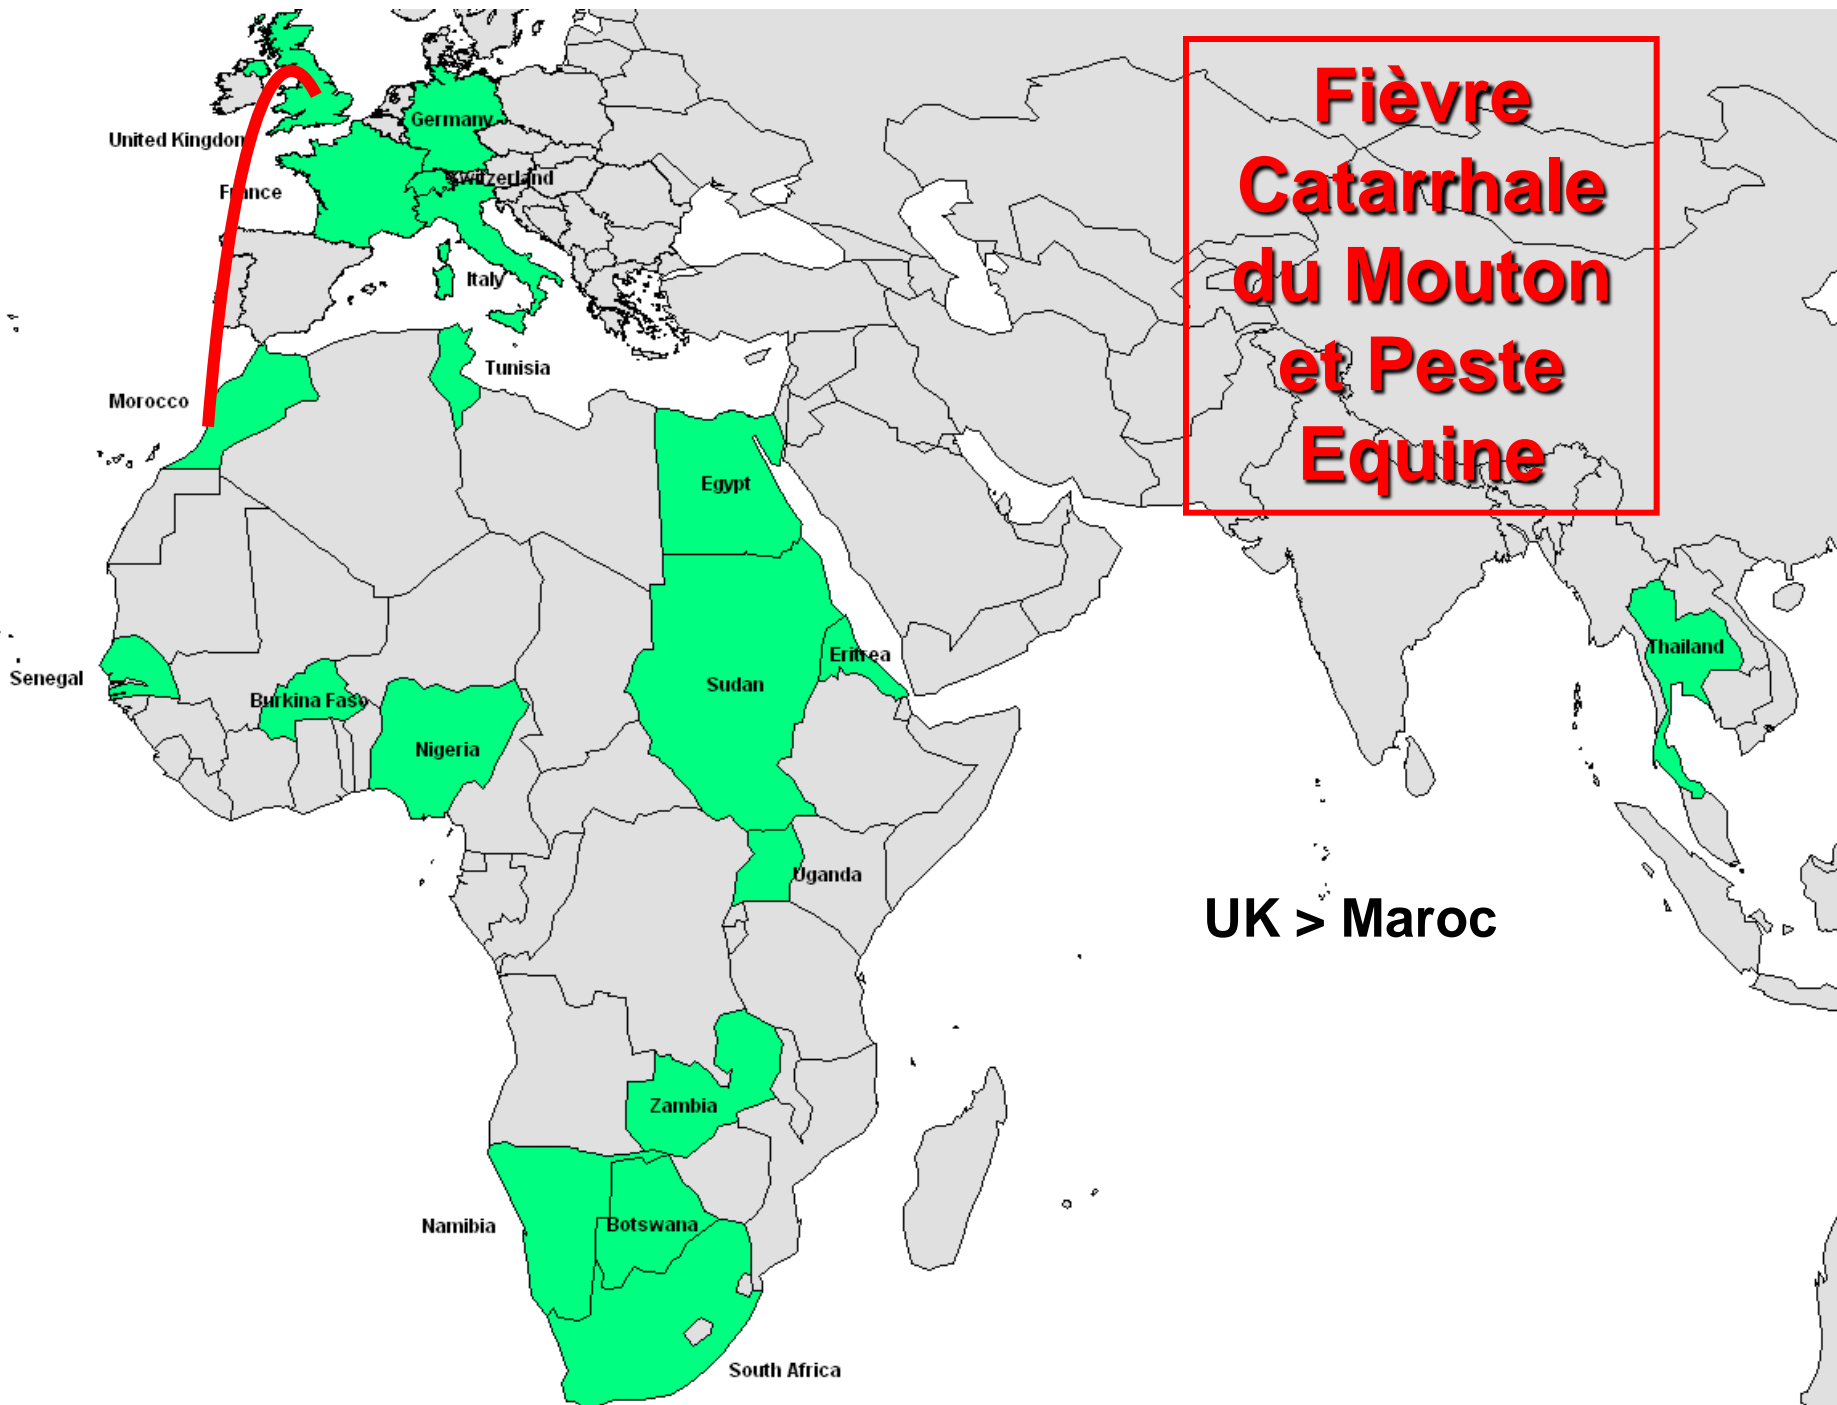 Fièvre
Catarrhale
du Mouton
et Peste
Equine
United Kingdom
Germany
Switzerland
France
Italy
Tunisia
Morocco
Egypt
Senegal
Burkina Faso
Nigeria
Sudan
Eritrea
Thailand
Uganda
UK > Maroc
Zambia
Namibia
Botswana
South Africa